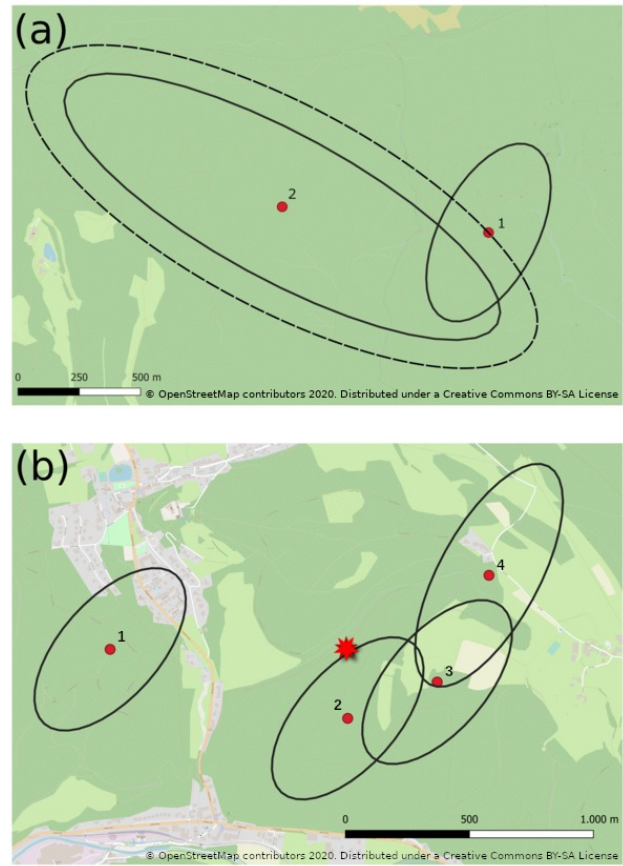 (a)
2
1
0 250 500 m
© OpenStreetMap contributors 2020. Distributed under a Creative Commons BY-SA License
(b)
4
1
3
2
0 500 1.000 m
© OpenStreetMap contributors 2020. Distributed under a Creative Commons BY-SA License